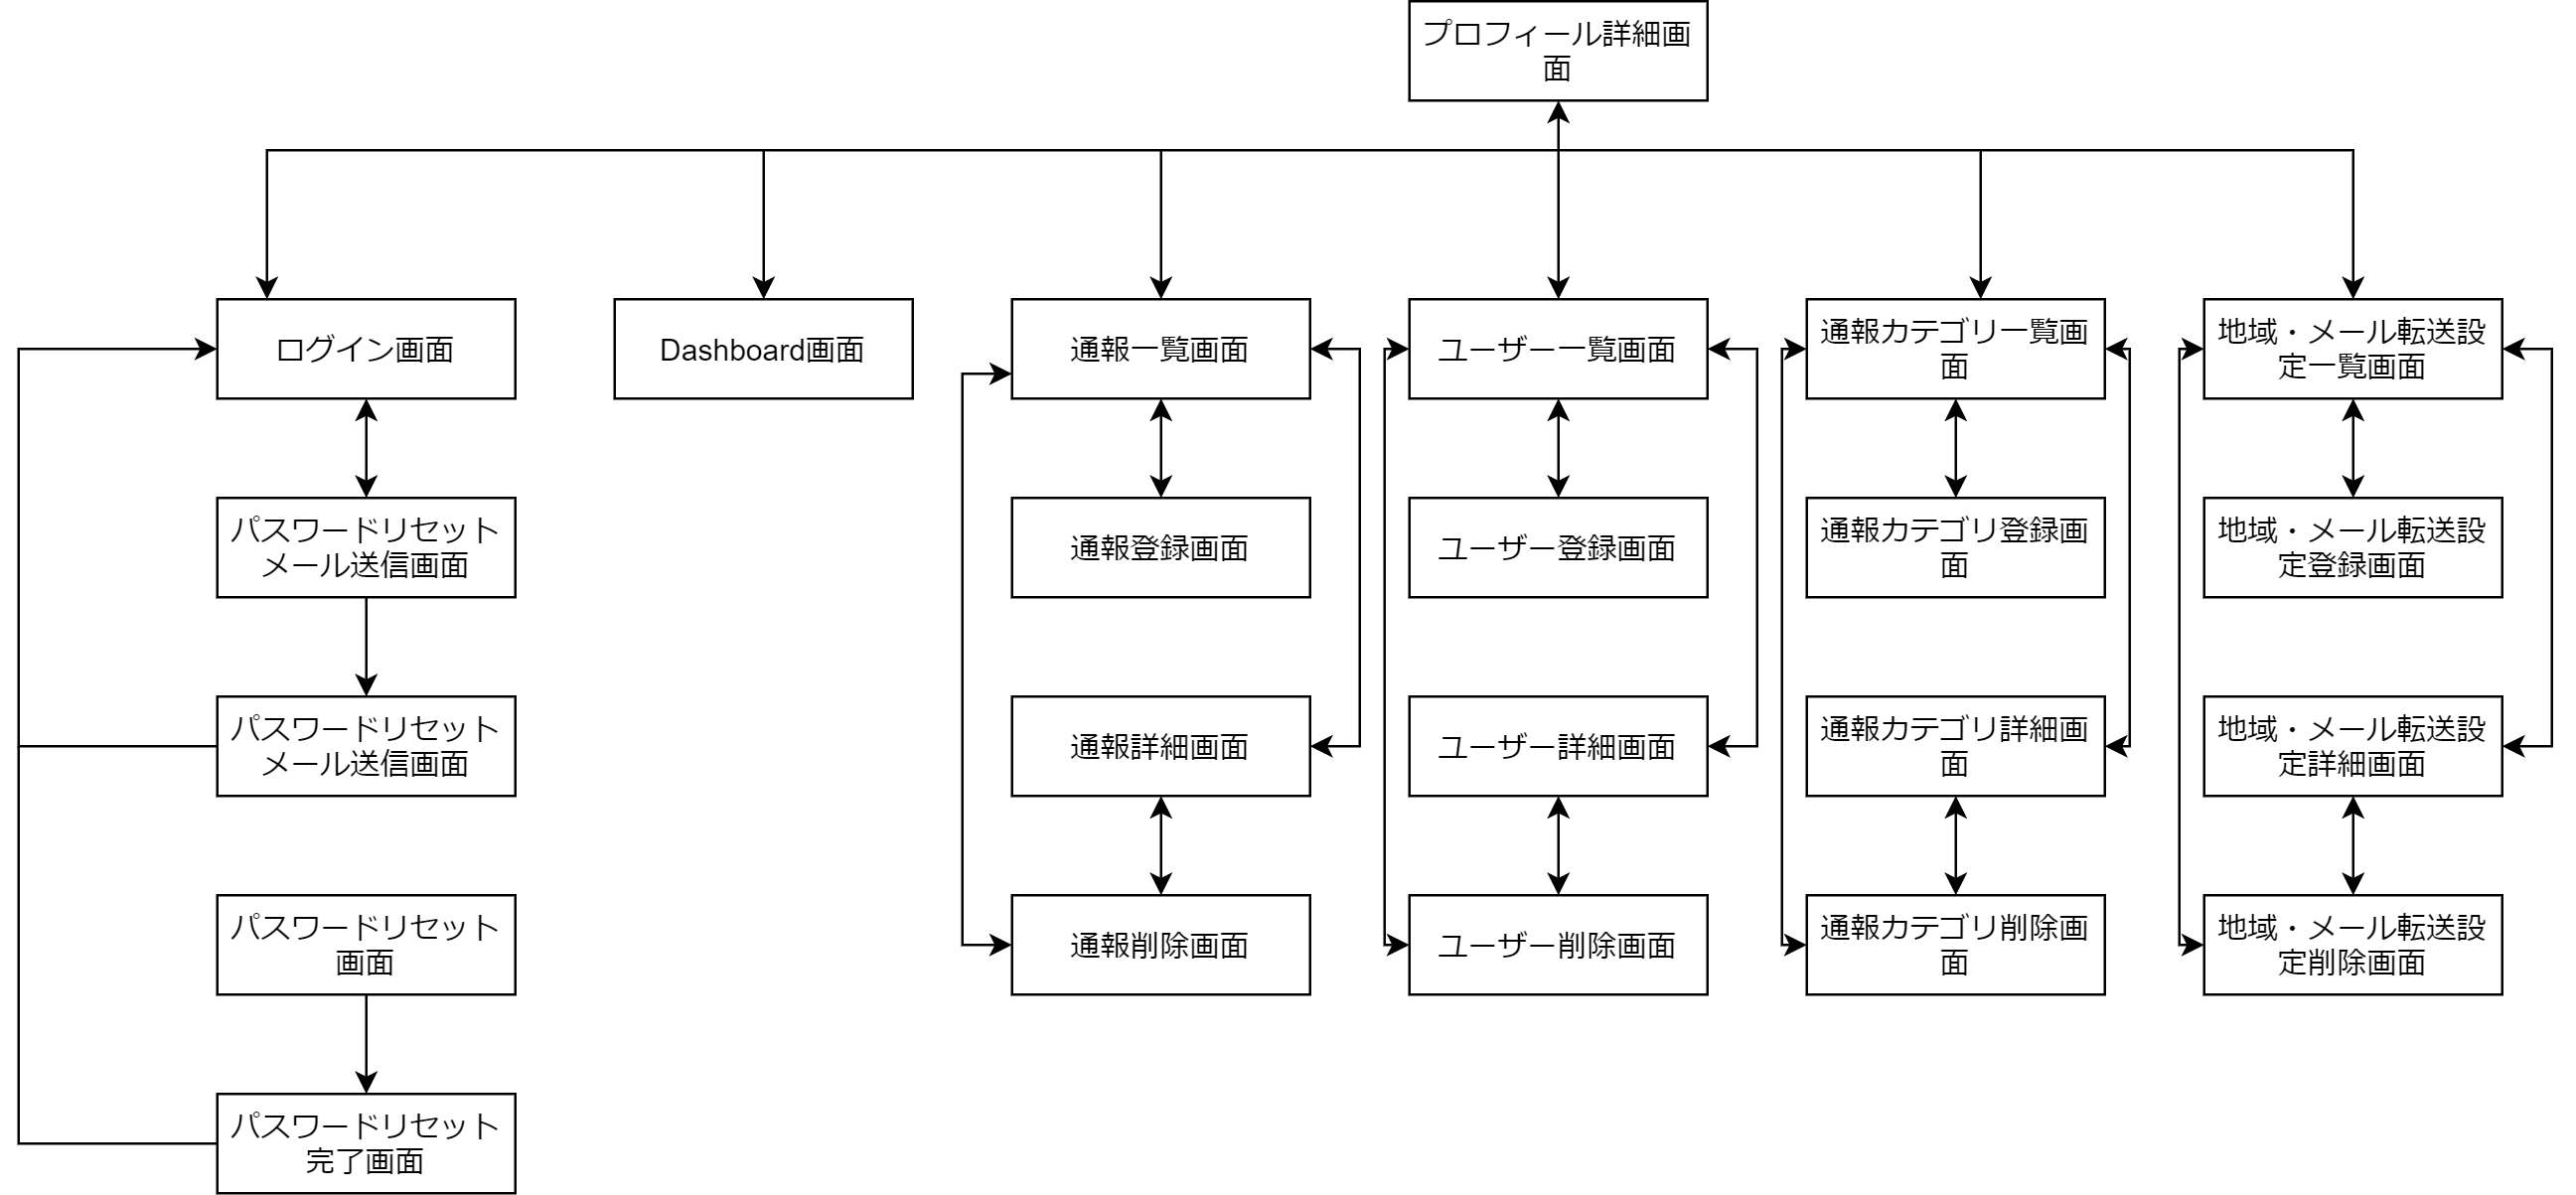 プロフィール詳細画
面
ログイン画面
Dashboard画面
通報一覧画面
ユーザー一覧画面
通報カテゴリ一覧画
面
地域・メール転送設
定一覧画面
パスワードリセット
メール送信画面
通報登録画面
ユーザー登録画面
通報カテゴリ登録画
面
地域・メール転送設
定登録画面
パスワードリセット
メール送信画面
通報詳細画面
ユーザー詳細画面
通報カテゴリ詳細画
面
地域・メール転送設
定詳細画面
パスワードリセット
画面
通報削除画面
ユーザー削除画面
通報カテゴリ削除画
面
地域・メール転送設
定削除画面
パスワードリセット
完了画面